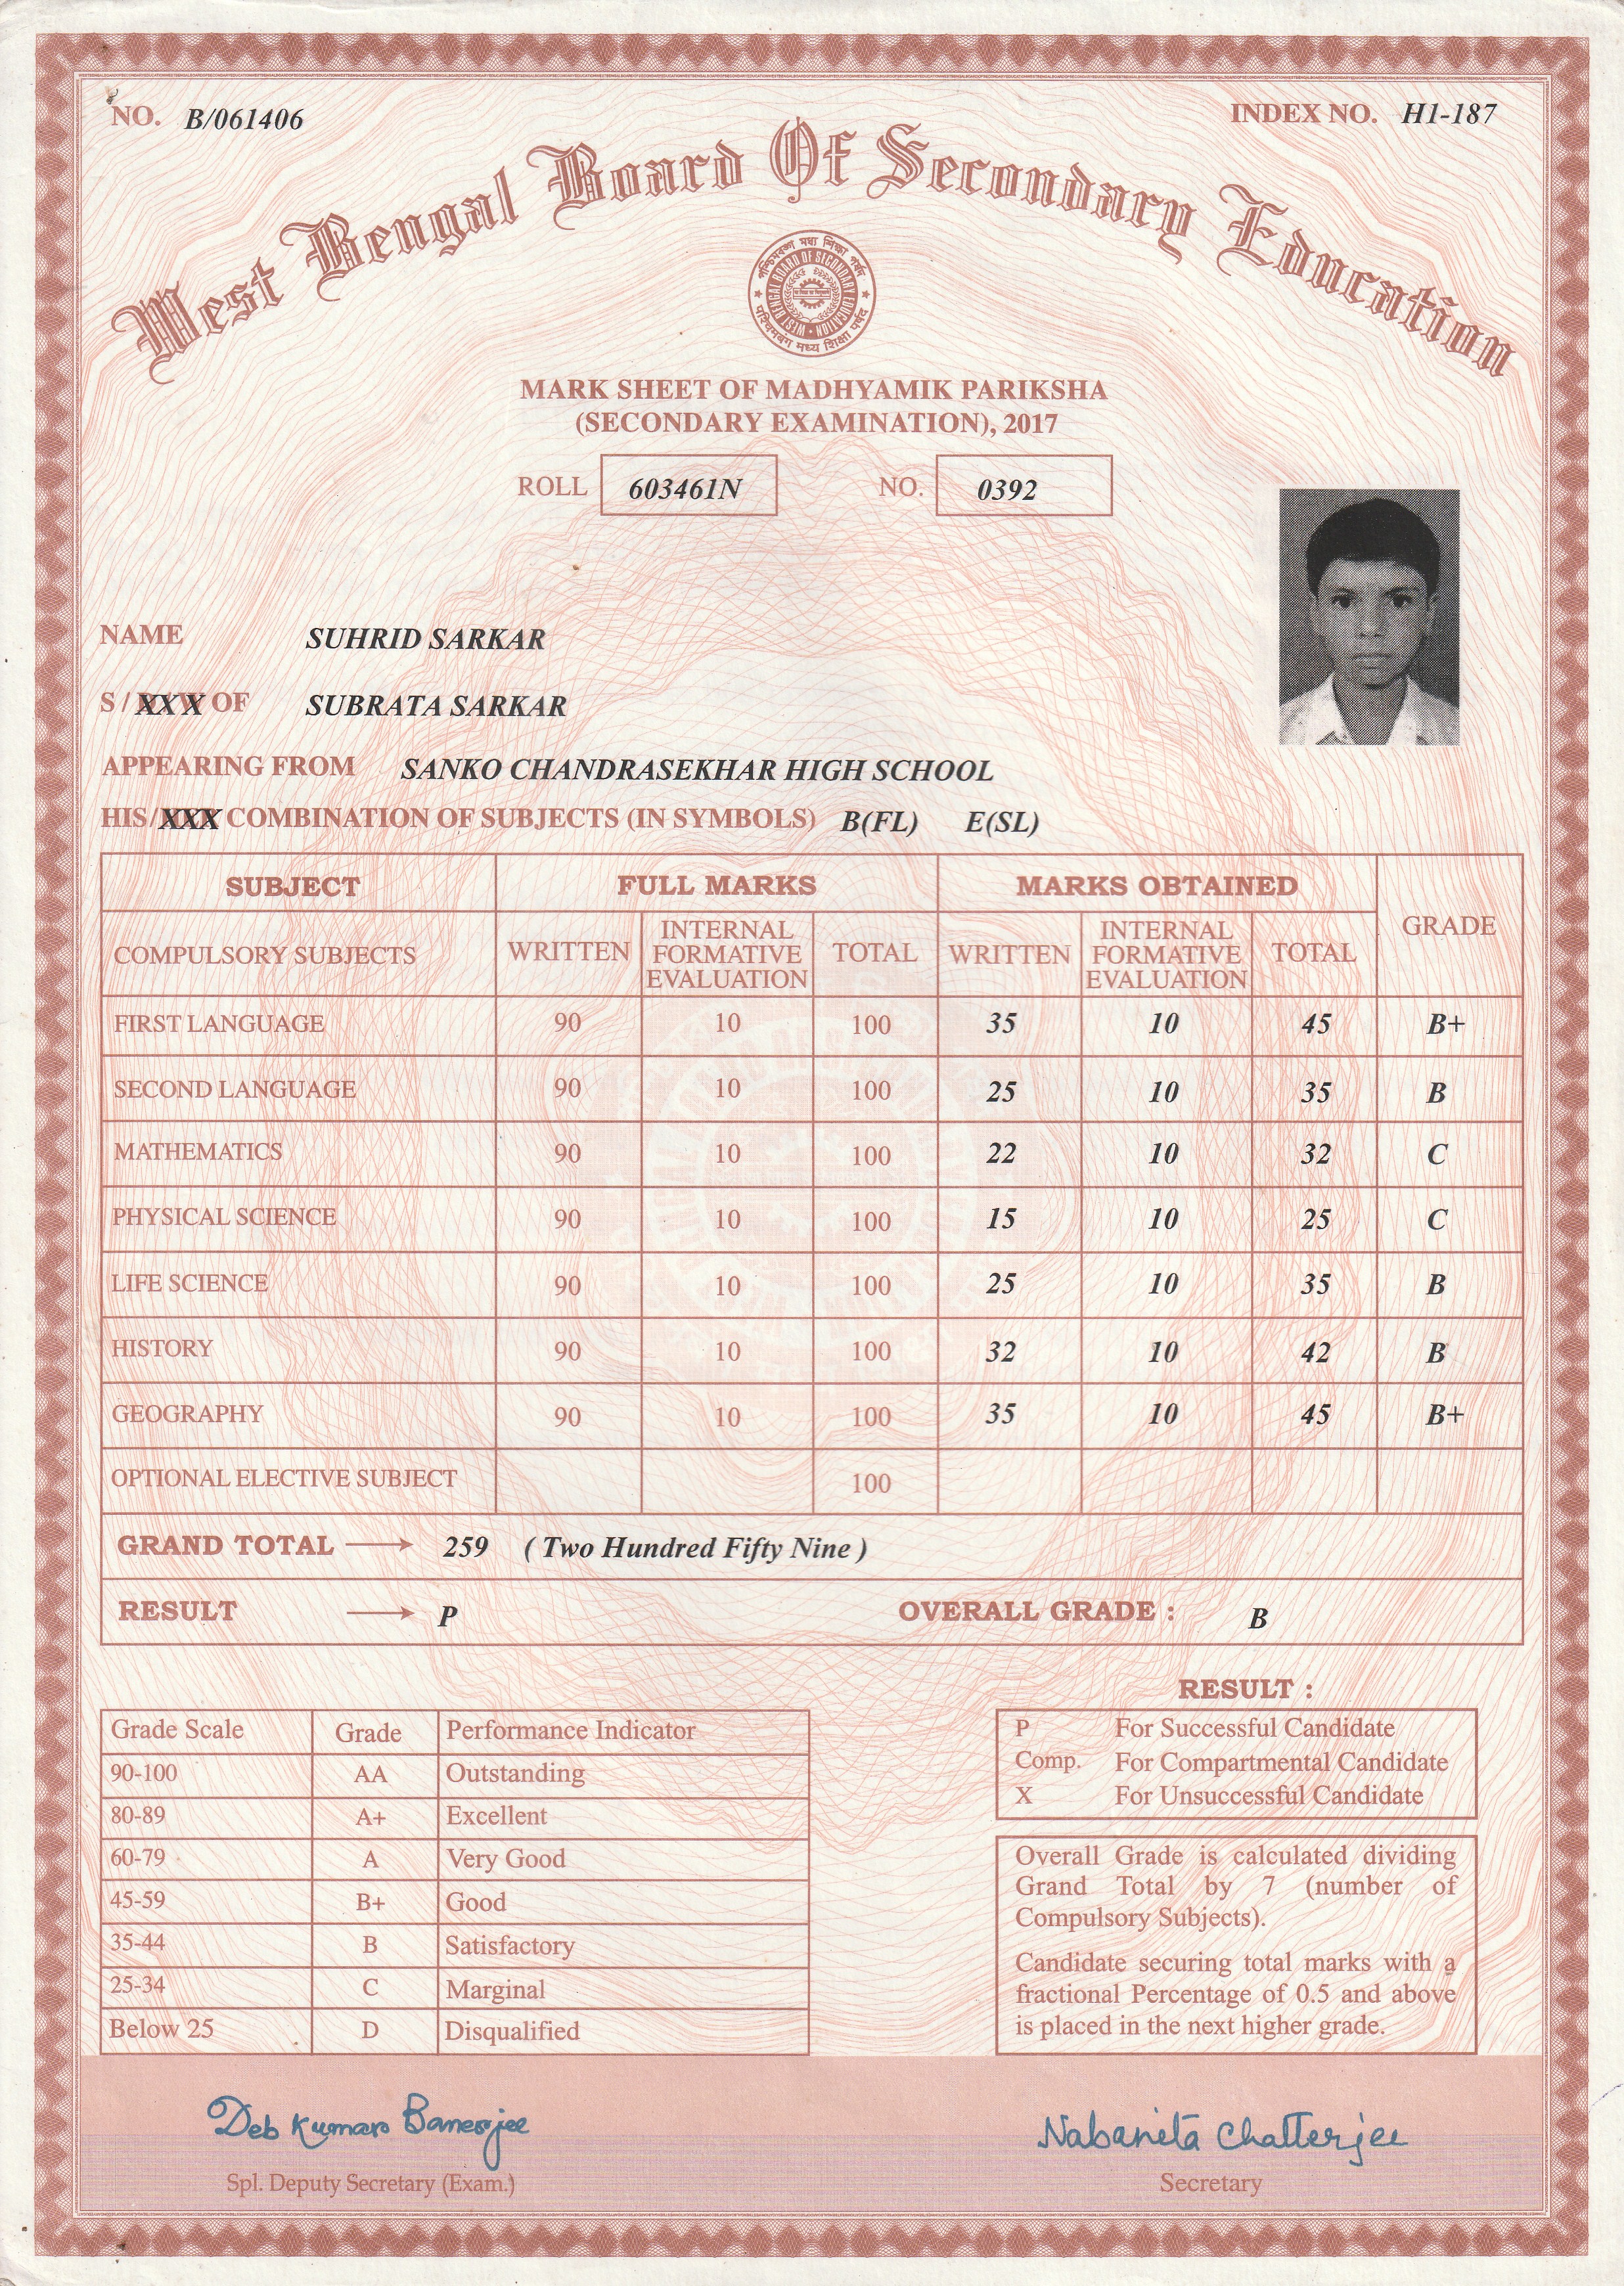 NO. B/061406 INDEX NO. H1-187
West Bengal Board Of Secondary Education
WEST BENGAL BOARD OF SECONDARY EDUCATION
MARK SHEET OF MADHYAMIK PARIKSHA
(SECONDARY EXAMINATION), 2017
ROLL 603461N NO. 0392
NAME SUHRID SARKAR
S / XXX OF SUBRATA SARKAR
APPEARING FROM SANKO CHANDRASEKHAR HIGH SCHOOL
HIS/XXX COMBINATION OF SUBJECTS (IN SYMBOLS) B(FL) E(SL)
SUBJECT FULL MARKS MARKS OBTAINED GRADE
COMPULSORY SUBJECTS WRITTEN INTERNAL FORMATIVE EVALUATION TOTAL WRITTEN INTERNAL FORMATIVE EVALUATION TOTAL
FIRST LANGUAGE 90 10 100 35 10 45 B+
SECOND LANGUAGE 90 10 100 25 10 35 B
MATHEMATICS 90 10 100 22 10 32 C
PHYSICAL SCIENCE 90 10 100 15 10 25 C
LIFE SCIENCE 90 10 100 25 10 35 B
HISTORY 90 10 100 32 10 42 B
GEOGRAPHY 90 10 100 35 10 45 B+
OPTIONAL ELECTIVE SUBJECT 100
GRAND TOTAL → 259 ( Two Hundred Fifty Nine )
RESULT → P OVERALL GRADE : B
Grade Scale Grade Performance Indicator
90-100 AA Outstanding
80-89 A+ Excellent
60-79 A Very Good
45-59 B+ Good
35-44 B Satisfactory
25-34 C Marginal
Below 25 D Disqualified
RESULT :
P For Successful Candidate
Comp. For Compartmental Candidate
X For Unsuccessful Candidate
Overall Grade is calculated dividing
Grand Total by 7 (number of
Compulsory Subjects).
Candidate securing total marks with a
fractional Percentage of 0.5 and above
is placed in the next higher grade.
Deb Kumar Banerjee
Spl. Deputy Secretary (Exam.)
Nabanita Chatterjee
Secretary